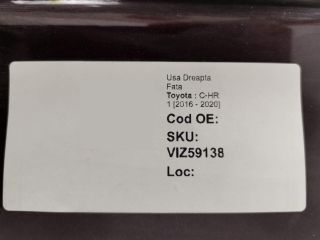 Usa Dreapta
Fata
Toyota : C-HR
1 [2016 - 2020]
Cod OE:
SKU:
VIZ59138
Loc: